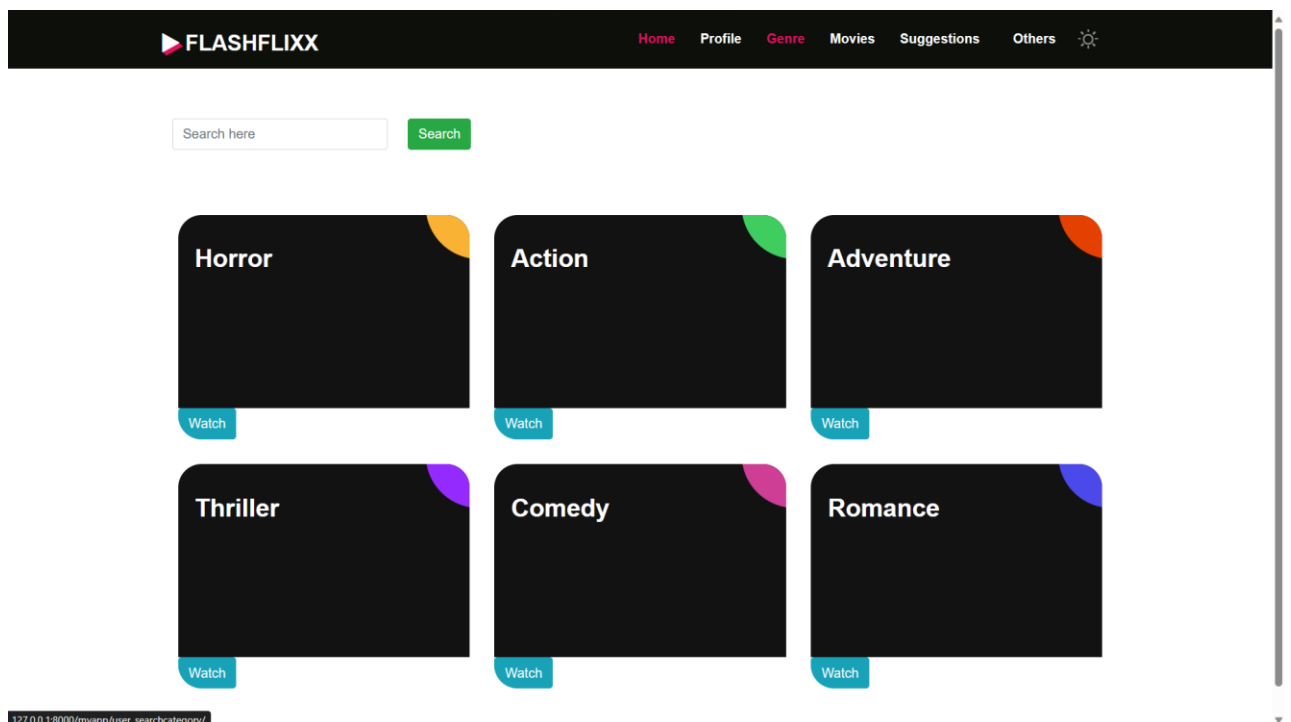 FLASHFLIXX
Home Profile Genre Movies Suggestions Others
Search here Search
Horror Action Adventure
Watch Watch Watch
Thriller Comedy Romance
Watch Watch Watch
127.0.0.1:8000/myapp/user_searchcategory/